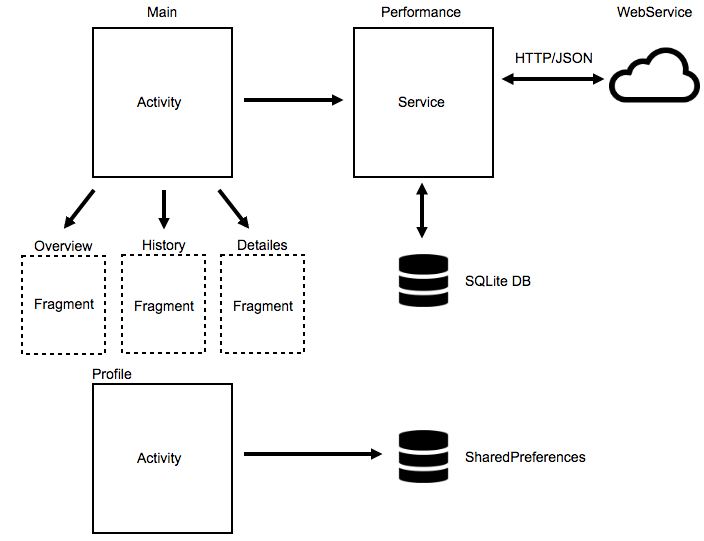 Main
Performance
WebService
HTTP/JSON
Activity
Service
Overview
History
Detailes
Fragment
Fragment
Fragment
SQLite DB
Profile
Activity
SharedPreferences